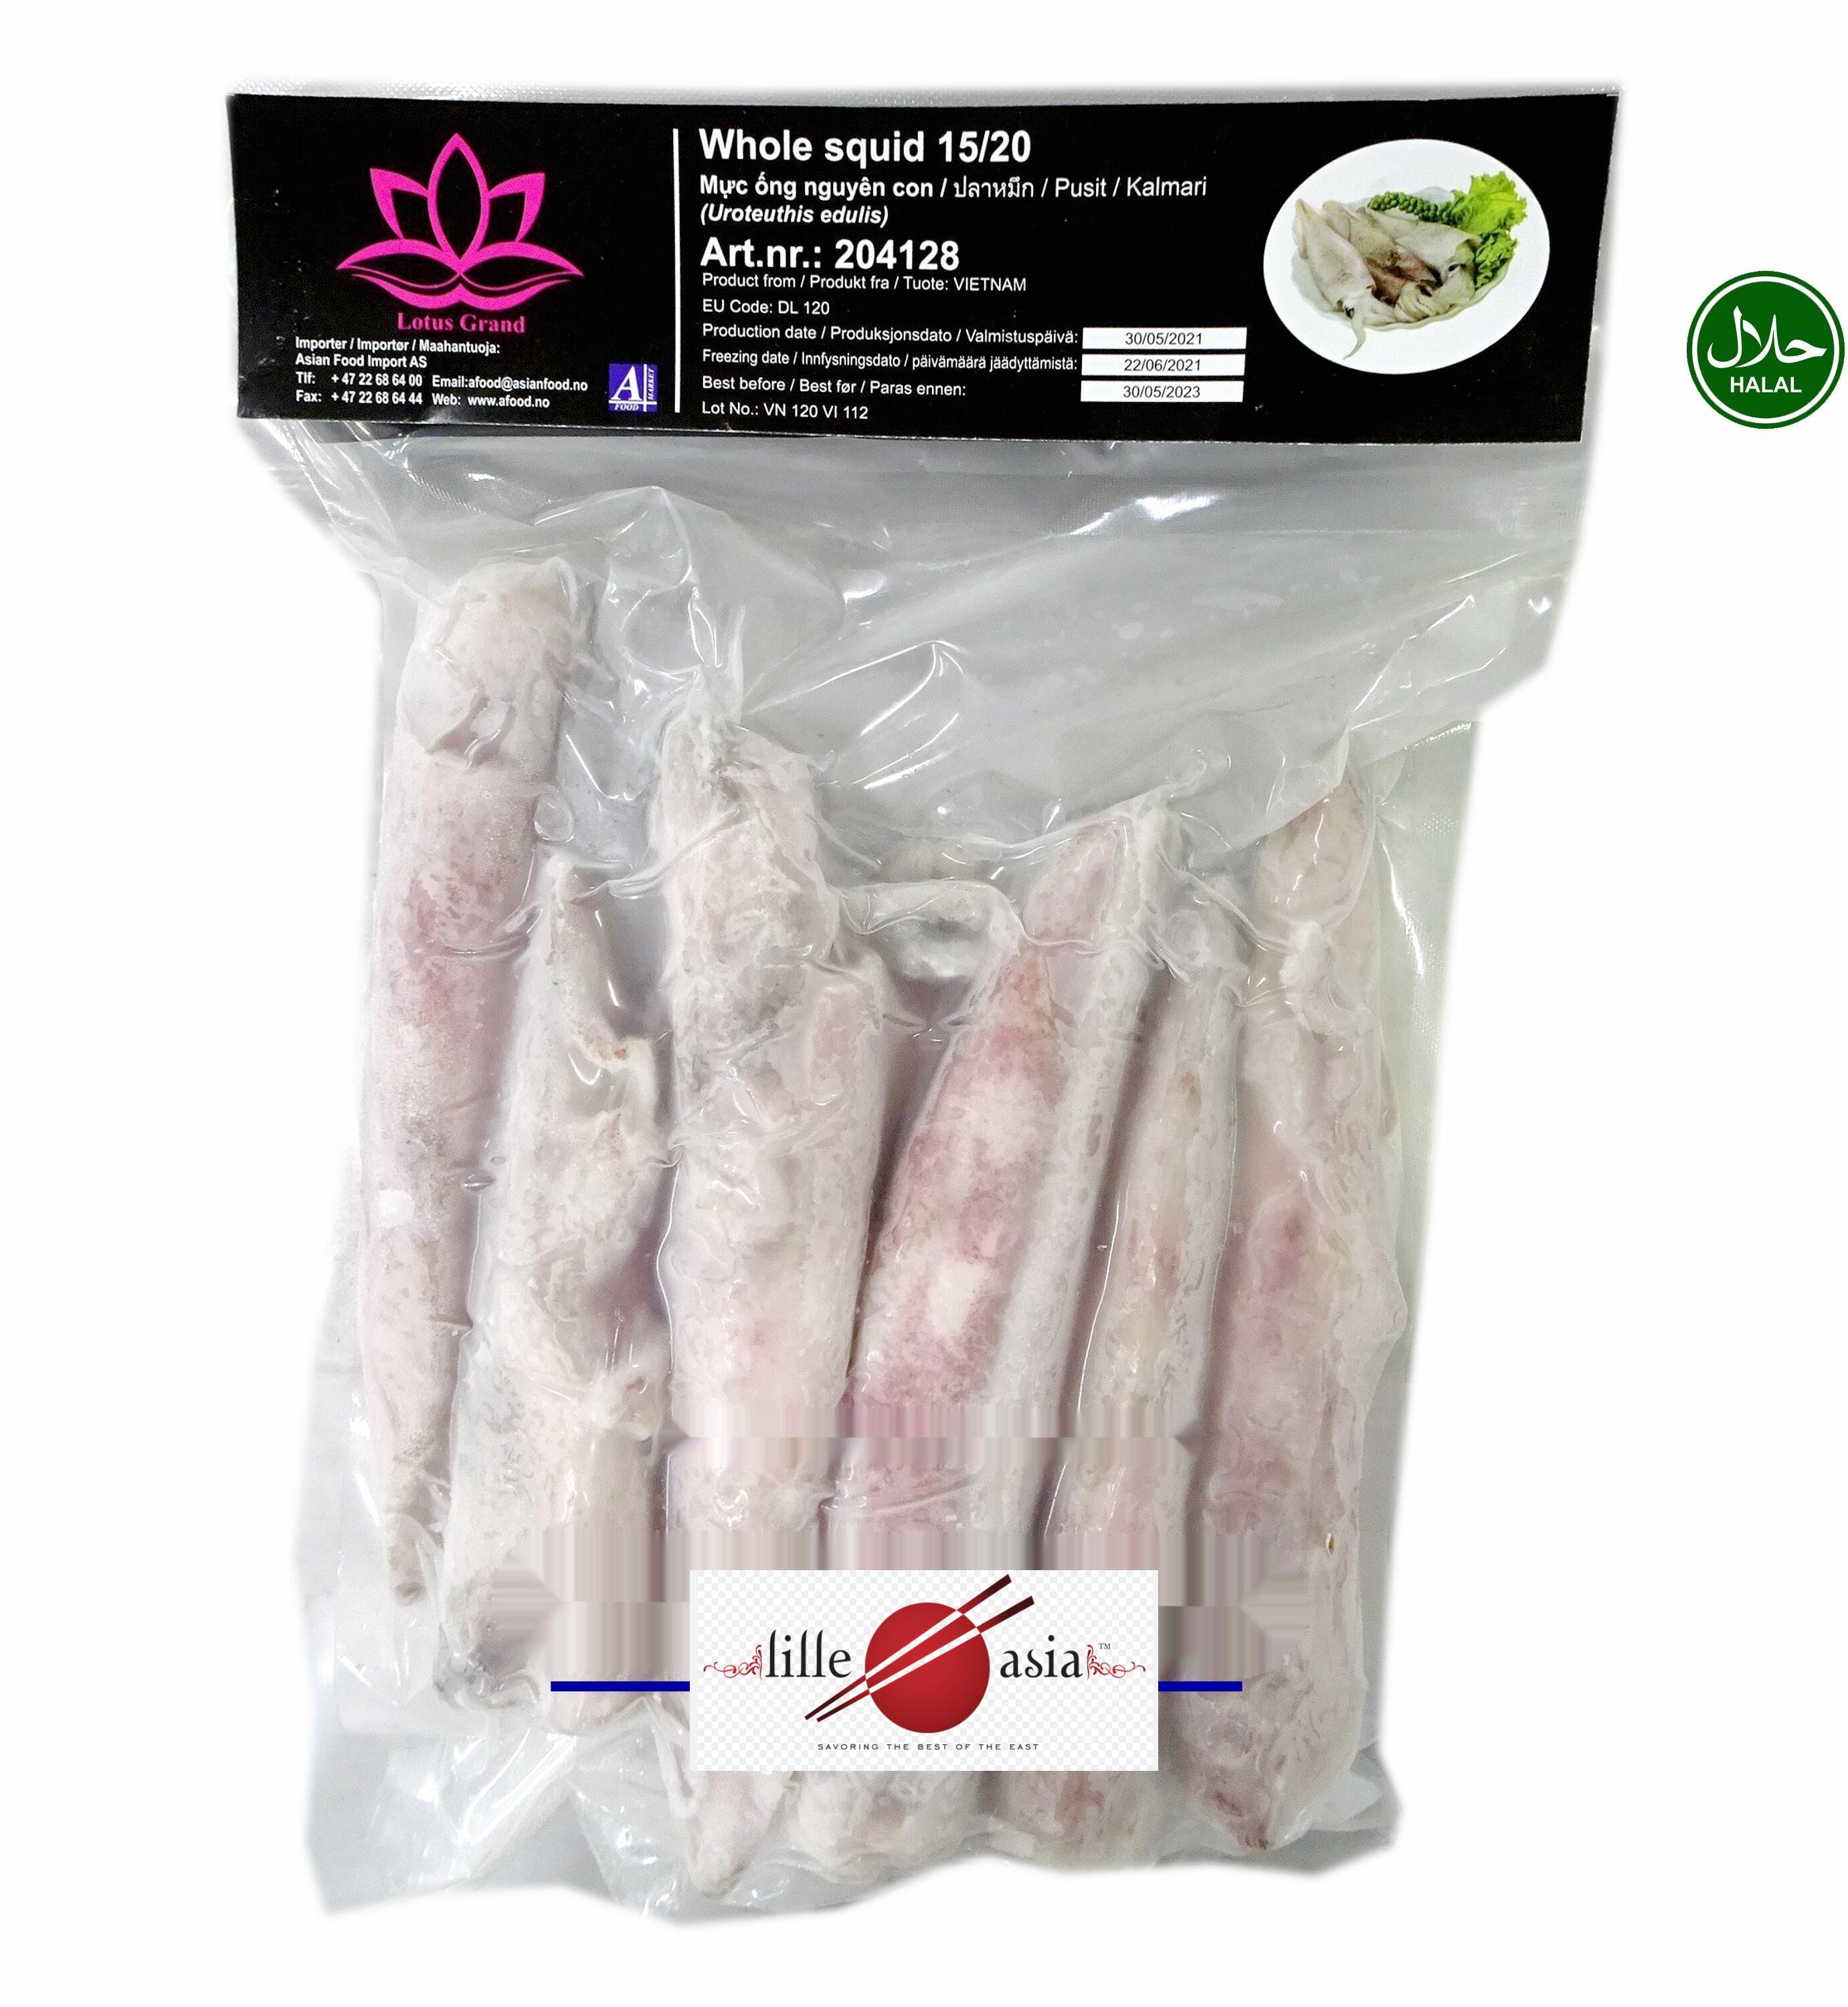 Lotus Grand
Importer / Importør / Maahantuoja:
Asian Food Import AS
Tlf: + 47 22 68 64 00 Email:afood@asianfood.no
Fax: + 47 22 68 64 44 Web: www.afood.no
A
FOOD
MARKET
Whole squid 15/20
Mực ống nguyên con / ปลาหมึก / Pusit / Kalmari
(Uroteuthis edulis)
Art.nr.: 204128
Product from / Produkt fra / Tuote: VIETNAM
EU Code: DL 120
Production date / Produksjonsdato / Valmistuspäivä: 30/05/2021
Freezing date / Innfysningsdato / päivämäärä jäädyttämistä: 22/06/2021
Best before / Best før / Paras ennen: 30/05/2023
Lot No.: VN 120 VI 112
حلال
HALAL
lille asia™
SAVORING THE BEST OF THE EAST